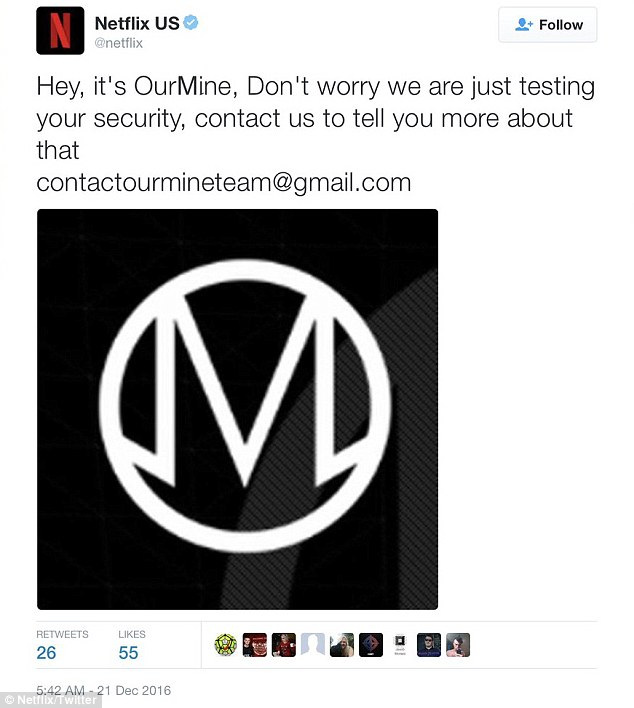 Netflix US
@netflix
Follow
Hey, it's OurMine, Don't worry we are just testing
your security, contact us to tell you more about
that
contactourmineteam@gmail.com
RETWEETS
LIKES
26
55
5:42 AM - 21 Dec 2016
© Netflix/Twitter